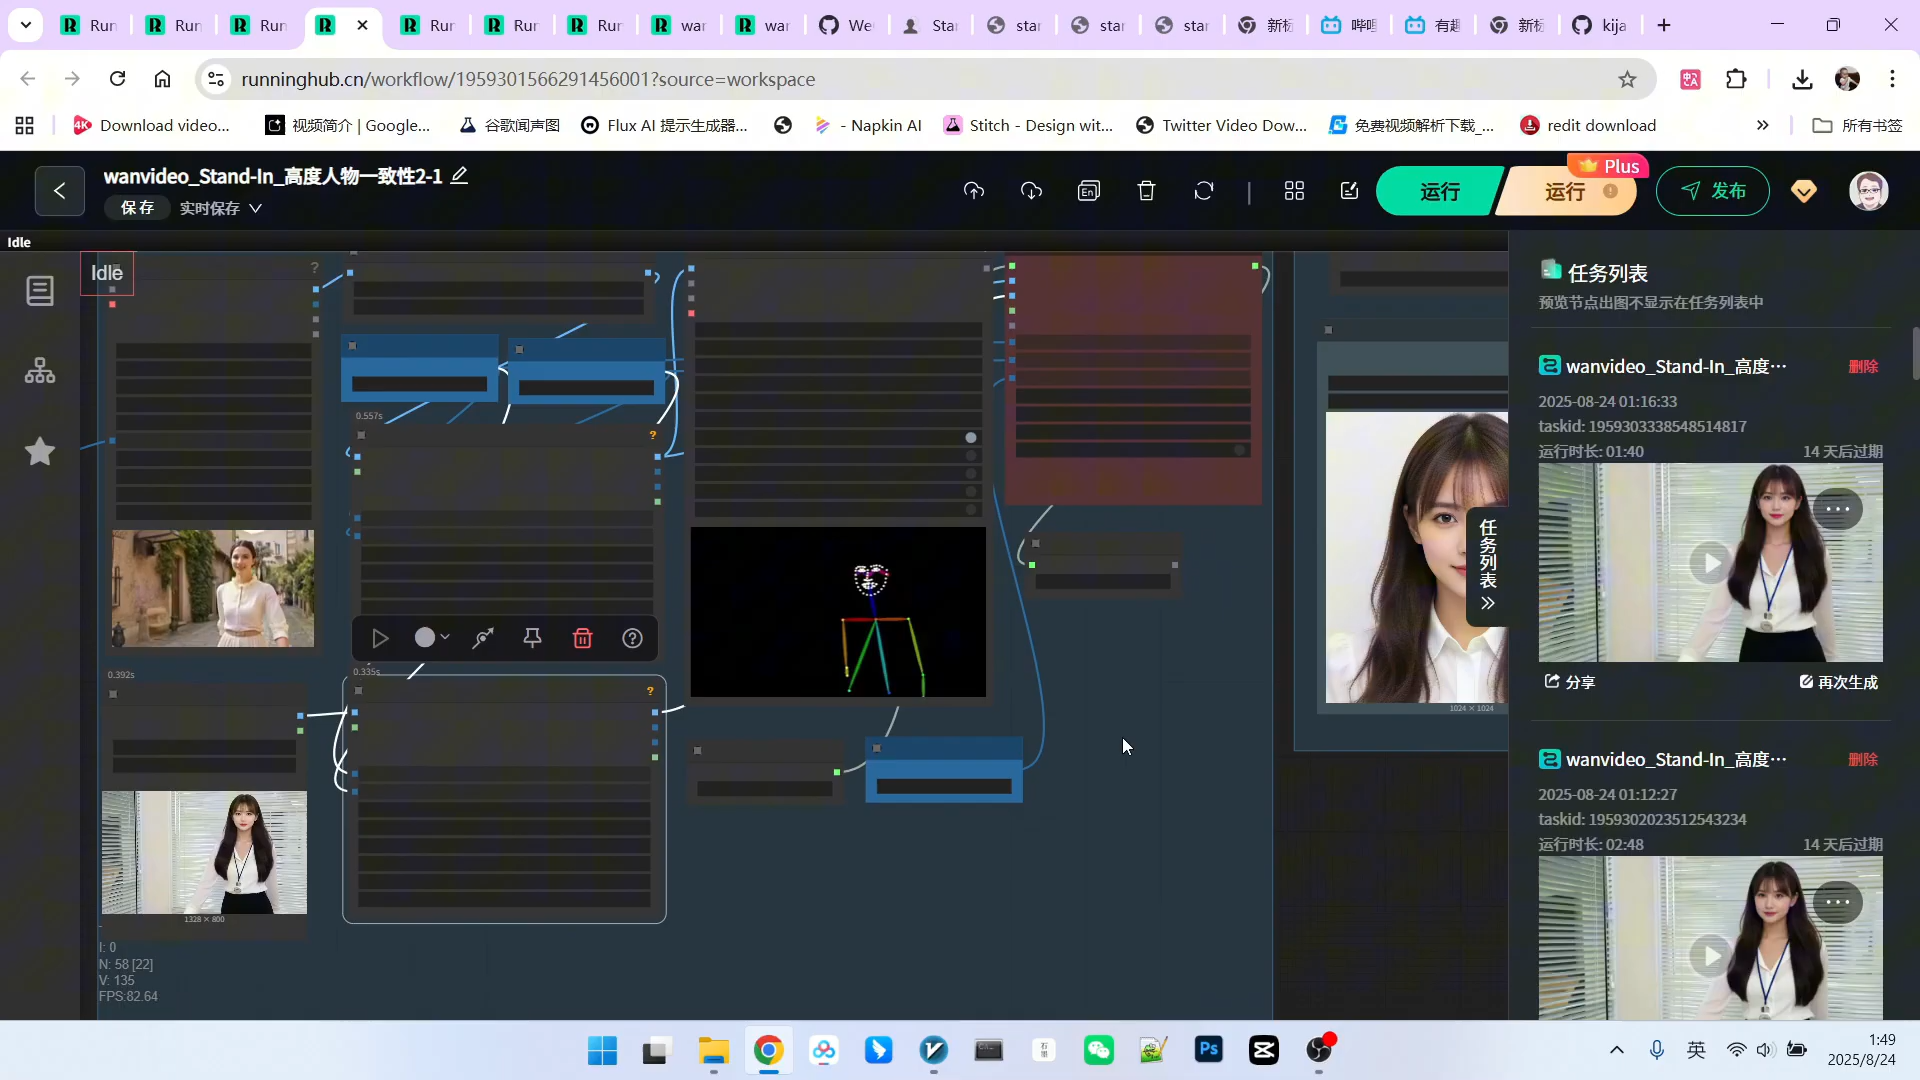 Run
Run
Run
Run
Run
Run
war
war
We
Star
star
star
star
新标
哔哩
有趣
新标
kija
runninghub.cn/workflow/1959301566291456001?source=workspace
Download video...
视频简介 | Google...
谷歌闻声图
Flux AI 提示生成器...
- Napkin AI
Stitch - Design wit...
Twitter Video Dow...
免费视频解析下载_...
redit download
所有书签
wanvideo_Stand-In_高度人物一致性2-1
保存
实时保存
En
运行
运行
Plus
发布
Idle
Idle
?
0.557s
?
0.392s
0.335s
?
1328 × 800
1024 × 1024
I: 0
N: 58 [22]
V: 135
FPS:82.64
任务列表
任务列表
预览节点出图不显示在任务列表中
wanvideo_Stand-In_高度···
删除
2025-08-24 01:16:33
taskid: 1959303338548514817
运行时长: 01:40
14 天后过期
分享
再次生成
wanvideo_Stand-In_高度···
删除
2025-08-24 01:12:27
taskid: 1959302023512543234
运行时长: 02:48
14 天后过期
Ps
英
1:49
2025/8/24